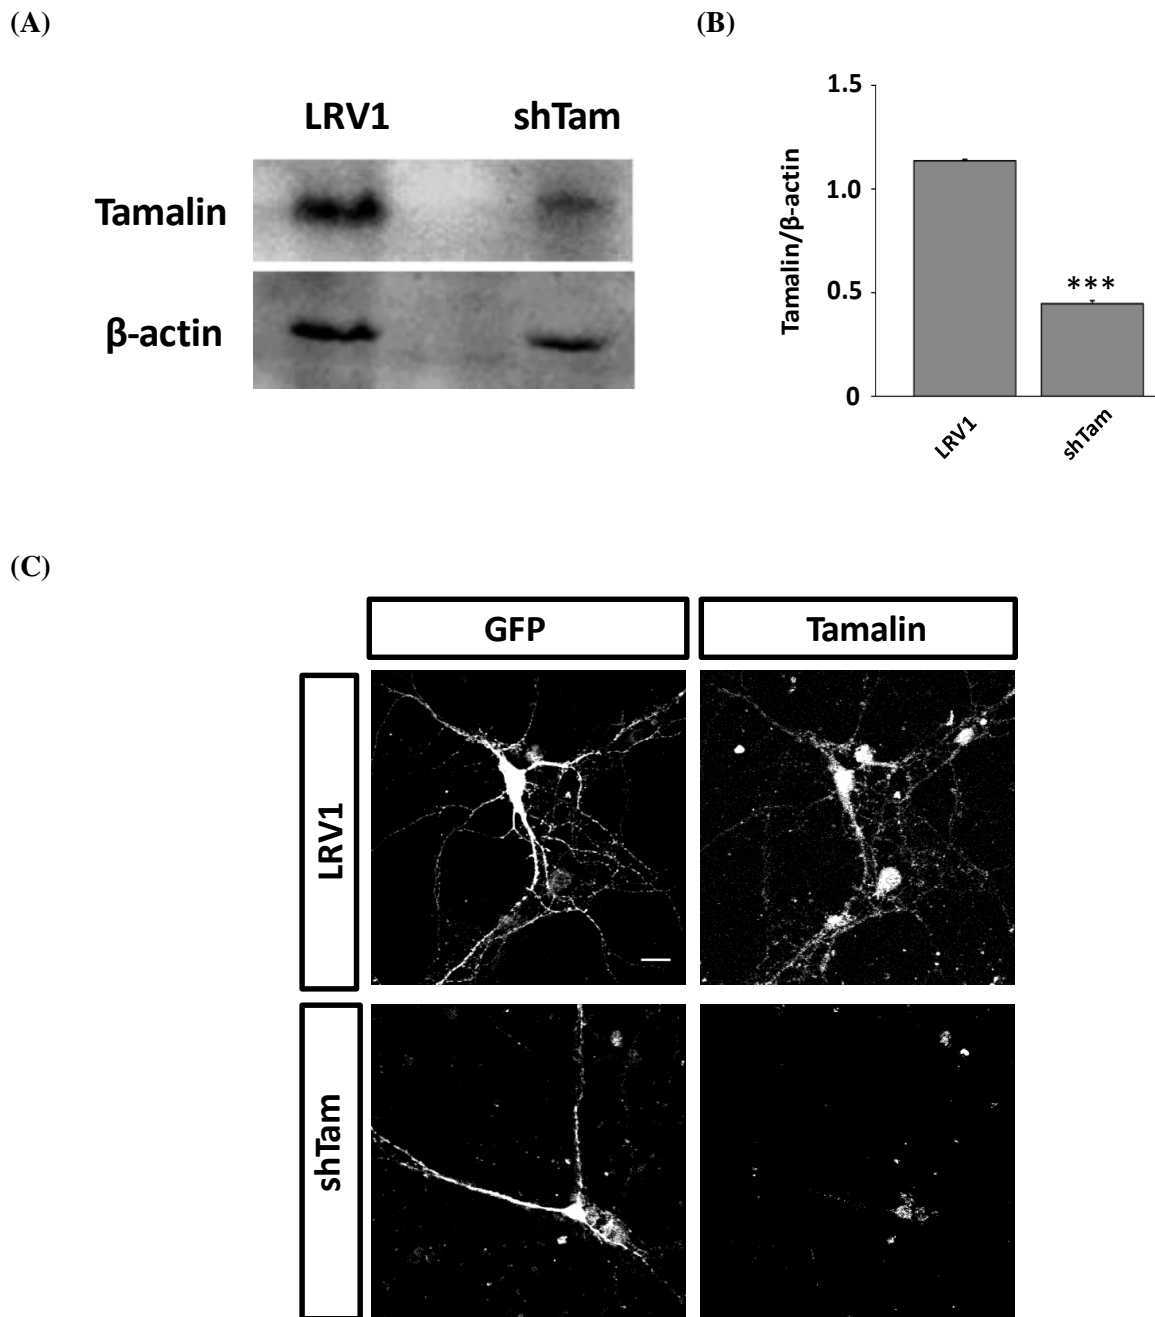 (A)
LRV1 shTam
Tamalin
β-actin
(B)
1.5
1.0
0.5
0
Tamalin/β-actin
***
LRV1
shTam
(C)
GFP Tamalin
LRV1
shTam